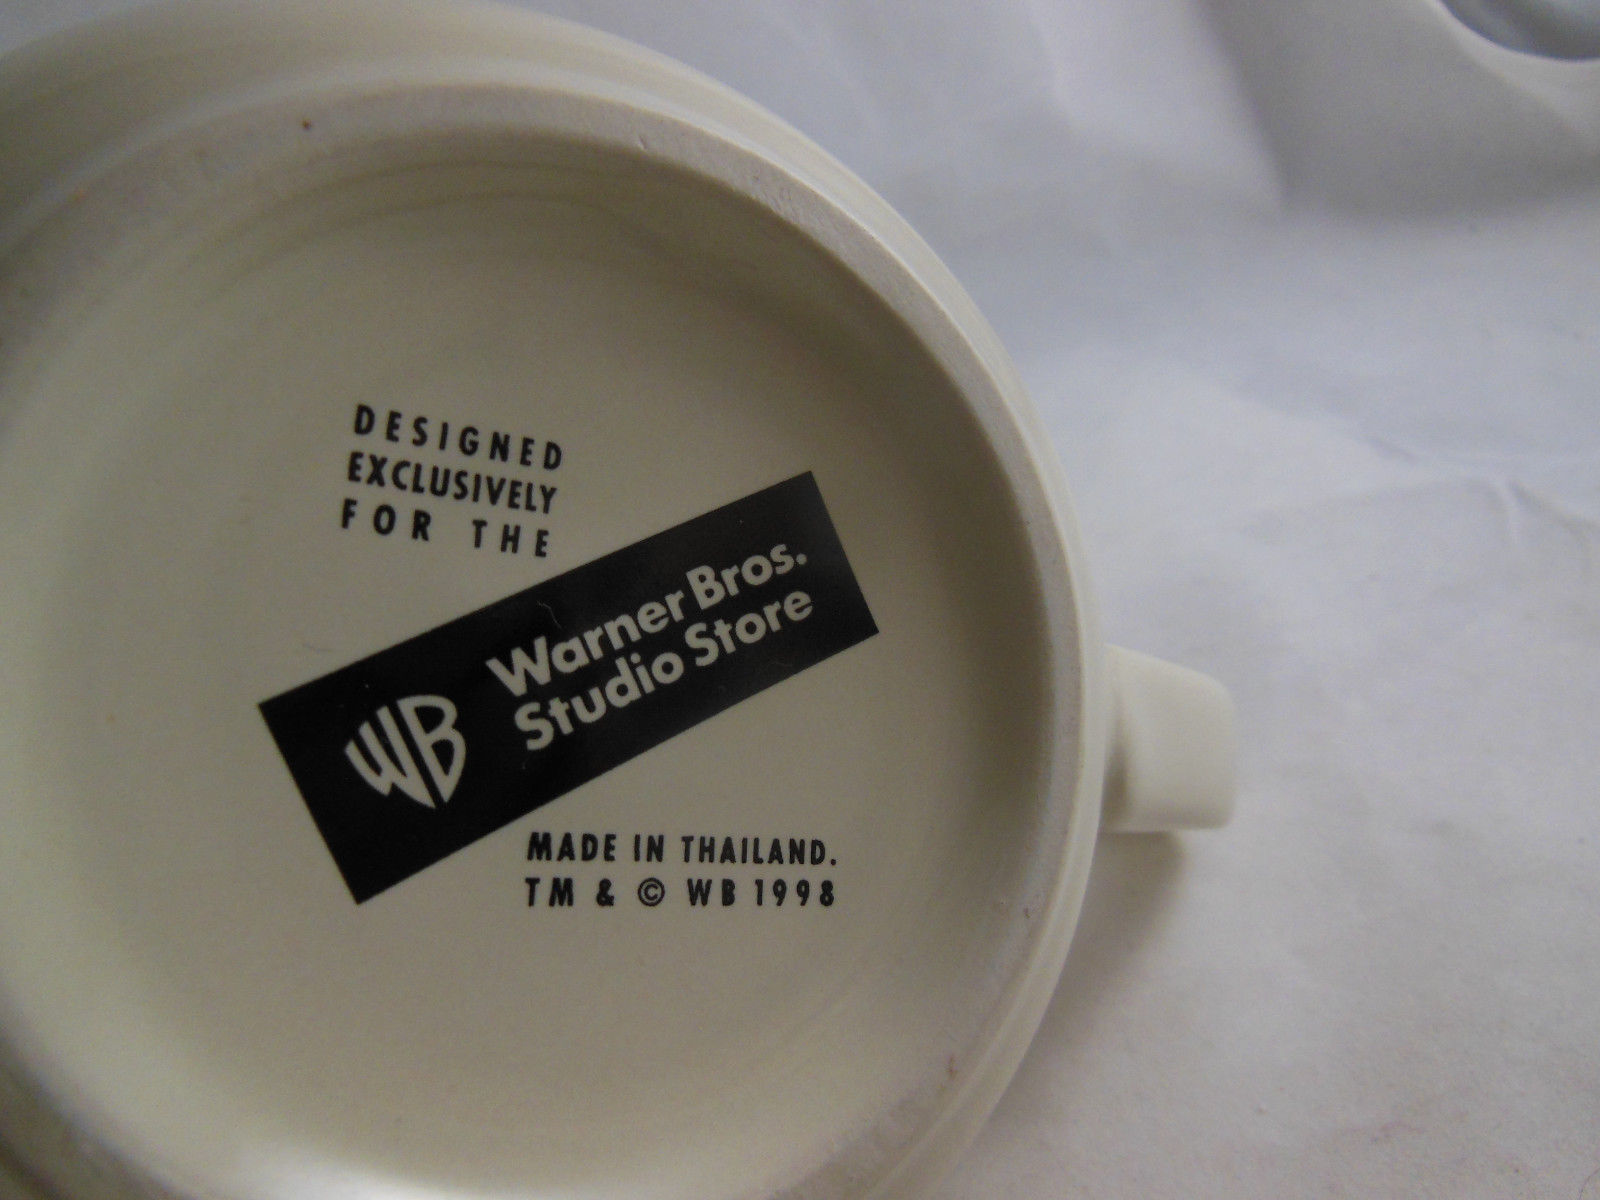 DESIGNED
EXCLUSIVELY
FOR THE
WB
Warner Bros.
Studio Store
MADE IN THAILAND.
TM & © WB 1998